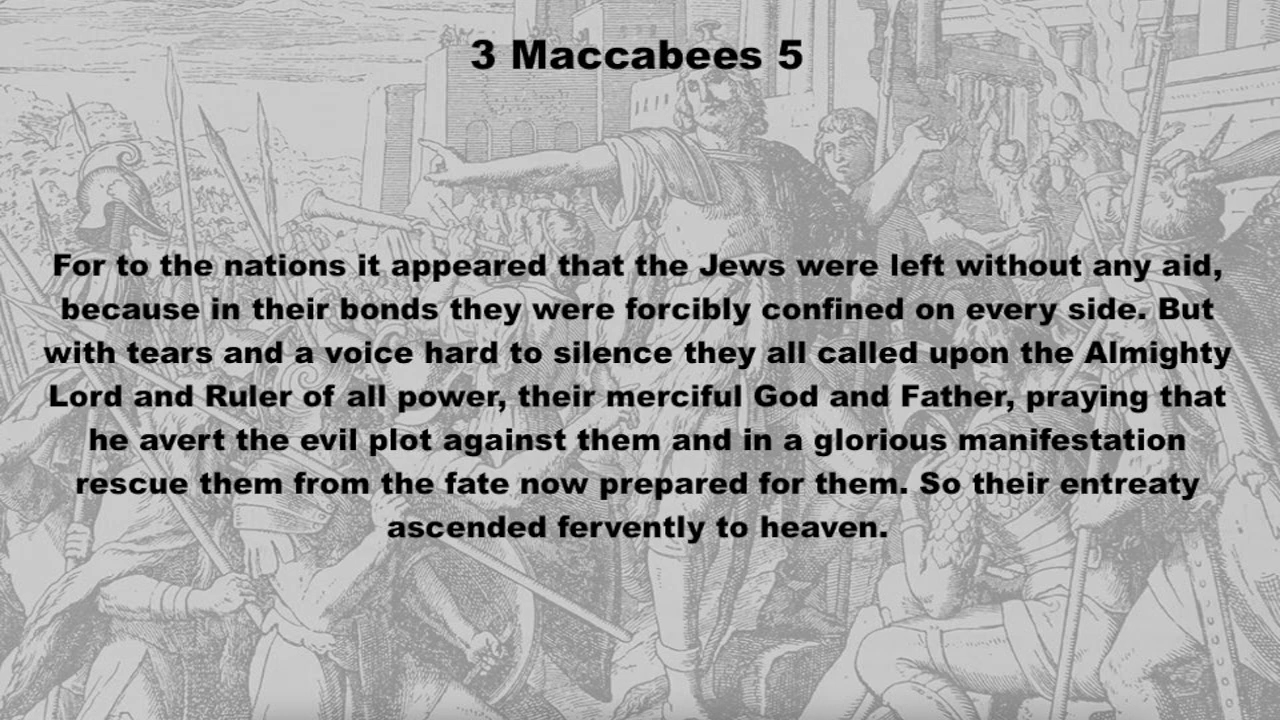 3 Maccabees 5
For to the nations it appeared that the Jews were left without any aid,
because in their bonds they were forcibly confined on every side. But
with tears and a voice hard to silence they all called upon the Almighty
Lord and Ruler of all power, their merciful God and Father, praying that
he avert the evil plot against them and in a glorious manifestation
rescue them from the fate now prepared for them. So their entreaty
ascended fervently to heaven.